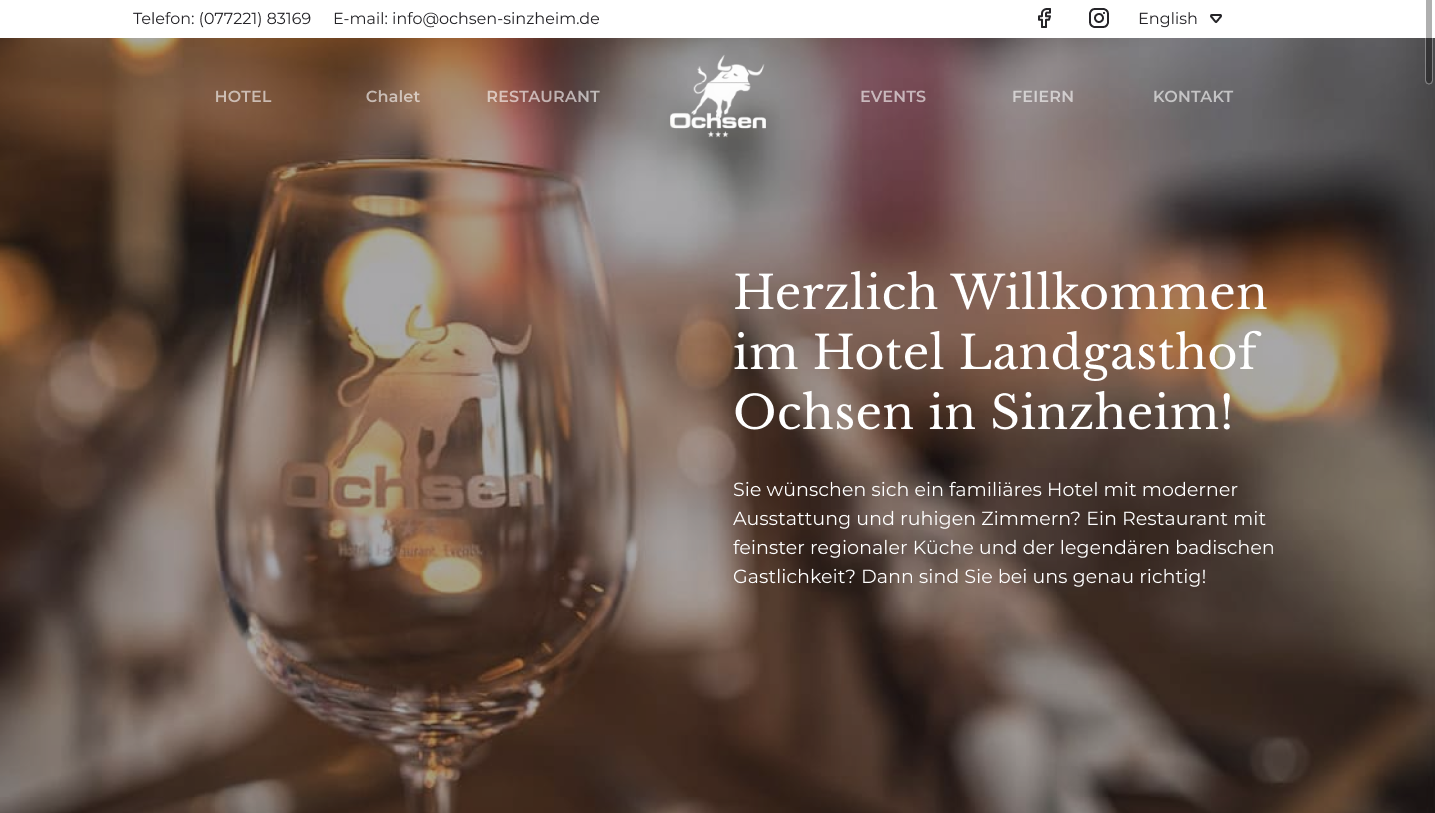 Telefon: (077221) 83169 E-mail: info@ochsen-sinzheim.de English
HOTEL Chalet RESTAURANT EVENTS FEIERN KONTAKT
Ochsen
Herzlich Willkommen
im Hotel Landgasthof
Ochsen in Sinzheim!
Sie wünschen sich ein familiäres Hotel mit moderner
Ausstattung und ruhigen Zimmern? Ein Restaurant mit
feinster regionaler Küche und der legendären badischen
Gastlichkeit? Dann sind Sie bei uns genau richtig!
Ochsen
Hotel. Restaurant. Events.